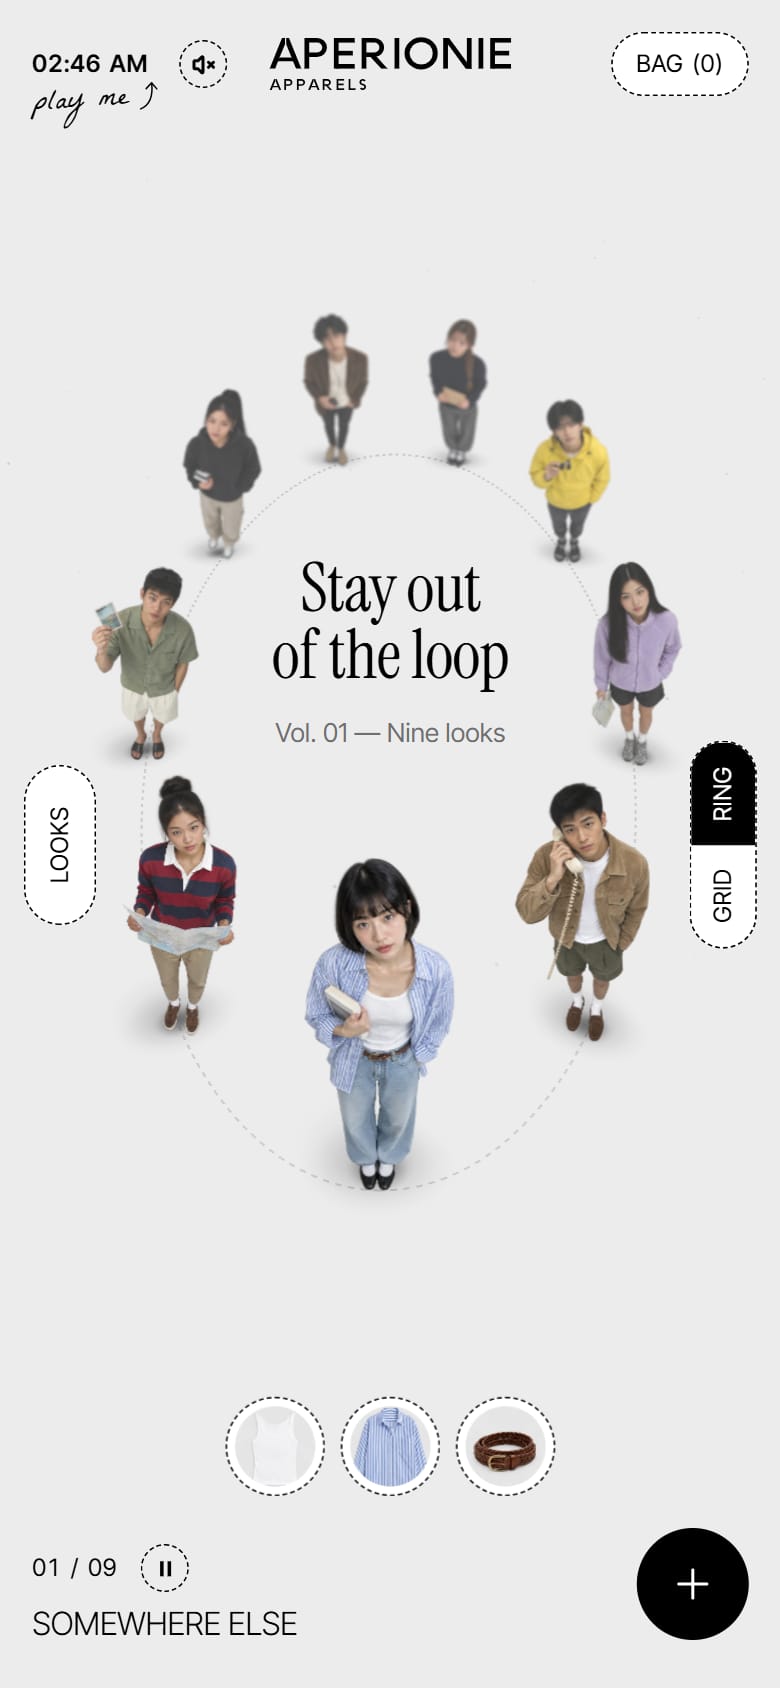 02:46 AM
play me
APERIONIE
APPARELS
BAG (0)
Stay out
of the loop
Vol. 01 — Nine looks
LOOKS
RING
GRID
01 / 09
SOMEWHERE ELSE